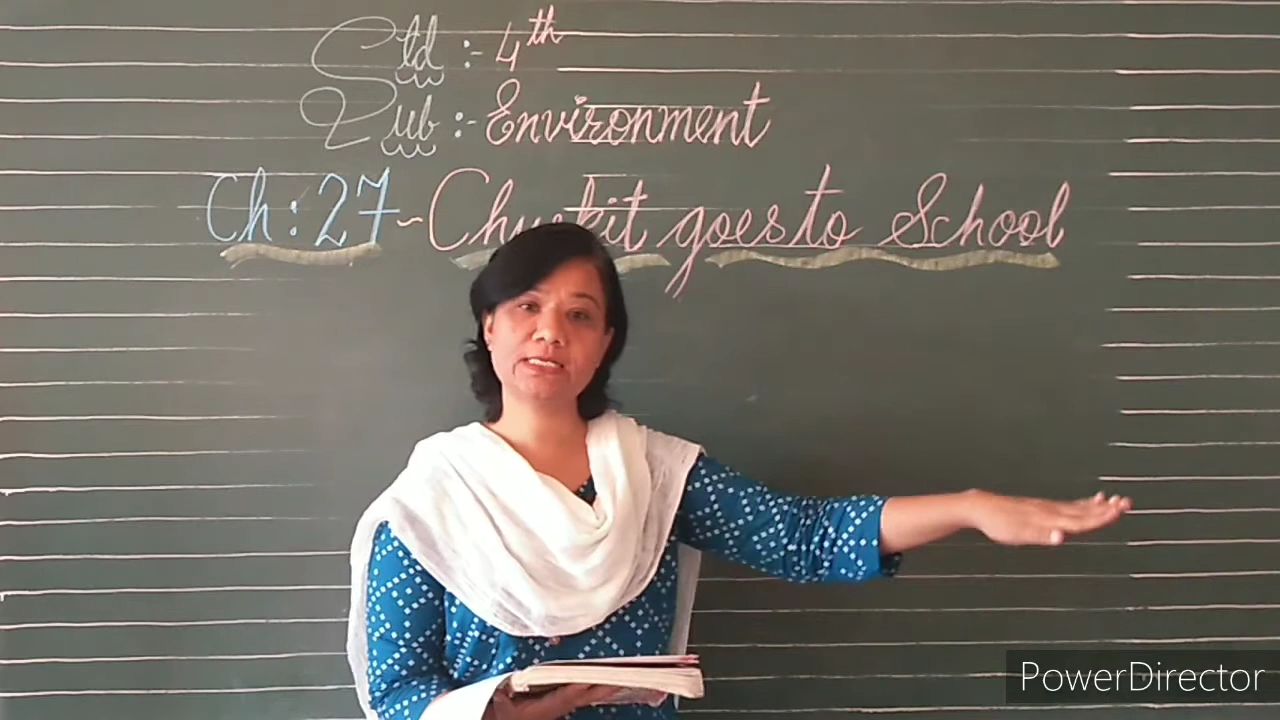 Std :- 4th
Sub :- Environment
Ch : 27 - Chuskit goes to School
PowerDirector